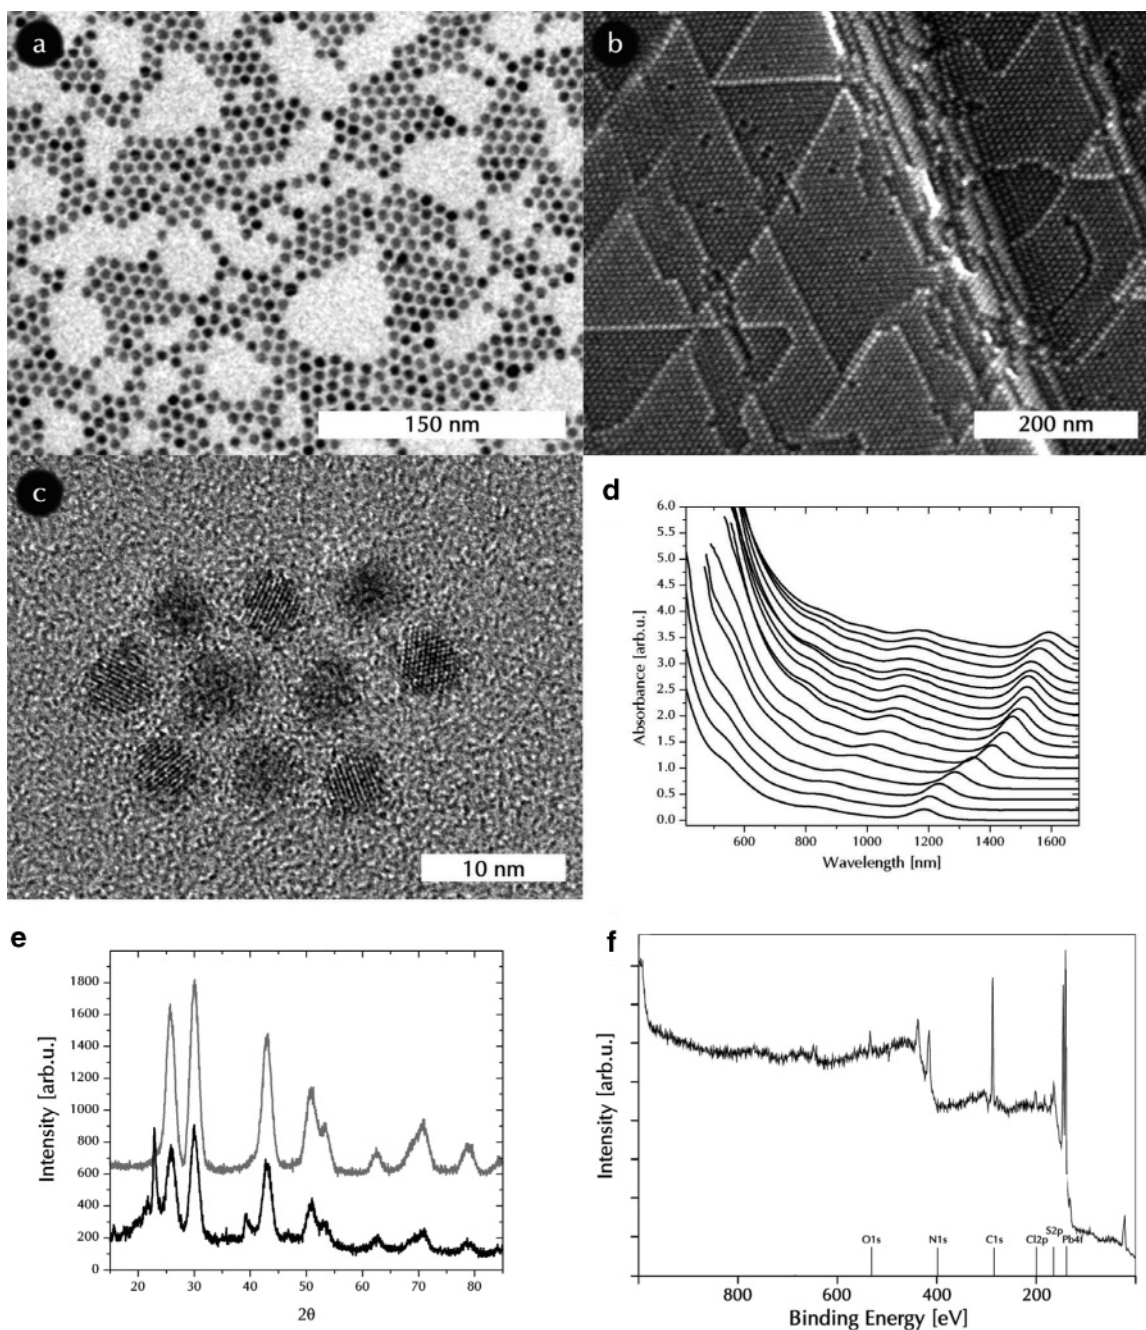 a
150 nm
b
200 nm
c
10 nm
d
6.0
5.5
5.0
4.5
4.0
3.5
3.0
2.5
2.0
1.5
1.0
0.5
0.0
Absorbance [arb.u.]
600 800 1000 1200 1400 1600
Wavelength [nm]
e
1800
1600
1400
1200
1000
800
600
400
200
0
Intensity [arb.u.]
20 30 40 50 60 70 80
2θ
f
Intensity [arb.u.]
O1s N1s C1s Cl2p S2p Pb4f
800 600 400 200
Binding Energy [eV]